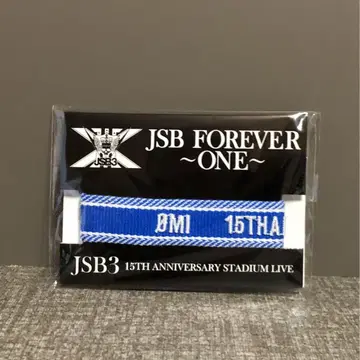 JSB3
JSB FOREVER
~ONE~
ØMI 15THA
JSB3 15TH ANNIVERSARY STADIUM LIVE